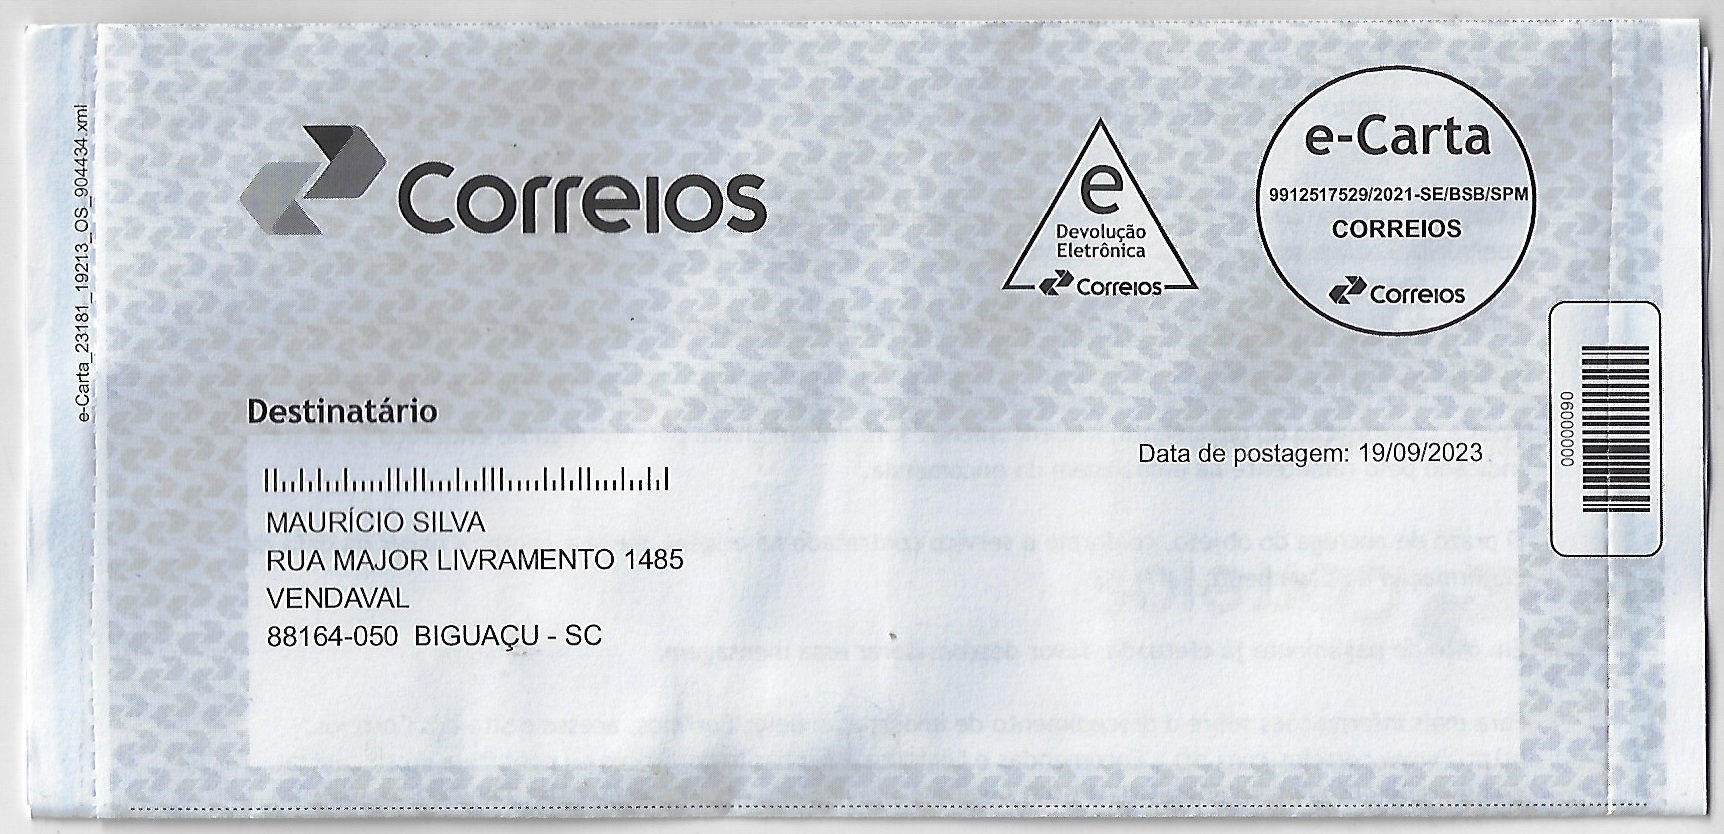 e-Carta_23181_19213_OS_904434.xml
Correios
e
Devolução
Eletrônica
Correios
e-Carta
9912517529/2021-SE/BSB/SPM
CORREIOS
Correios
00000090
Destinatário
Data de postagem: 19/09/2023
MAURÍCIO SILVA
RUA MAJOR LIVRAMENTO 1485
VENDAVAL
88164-050 BIGUAÇU - SC